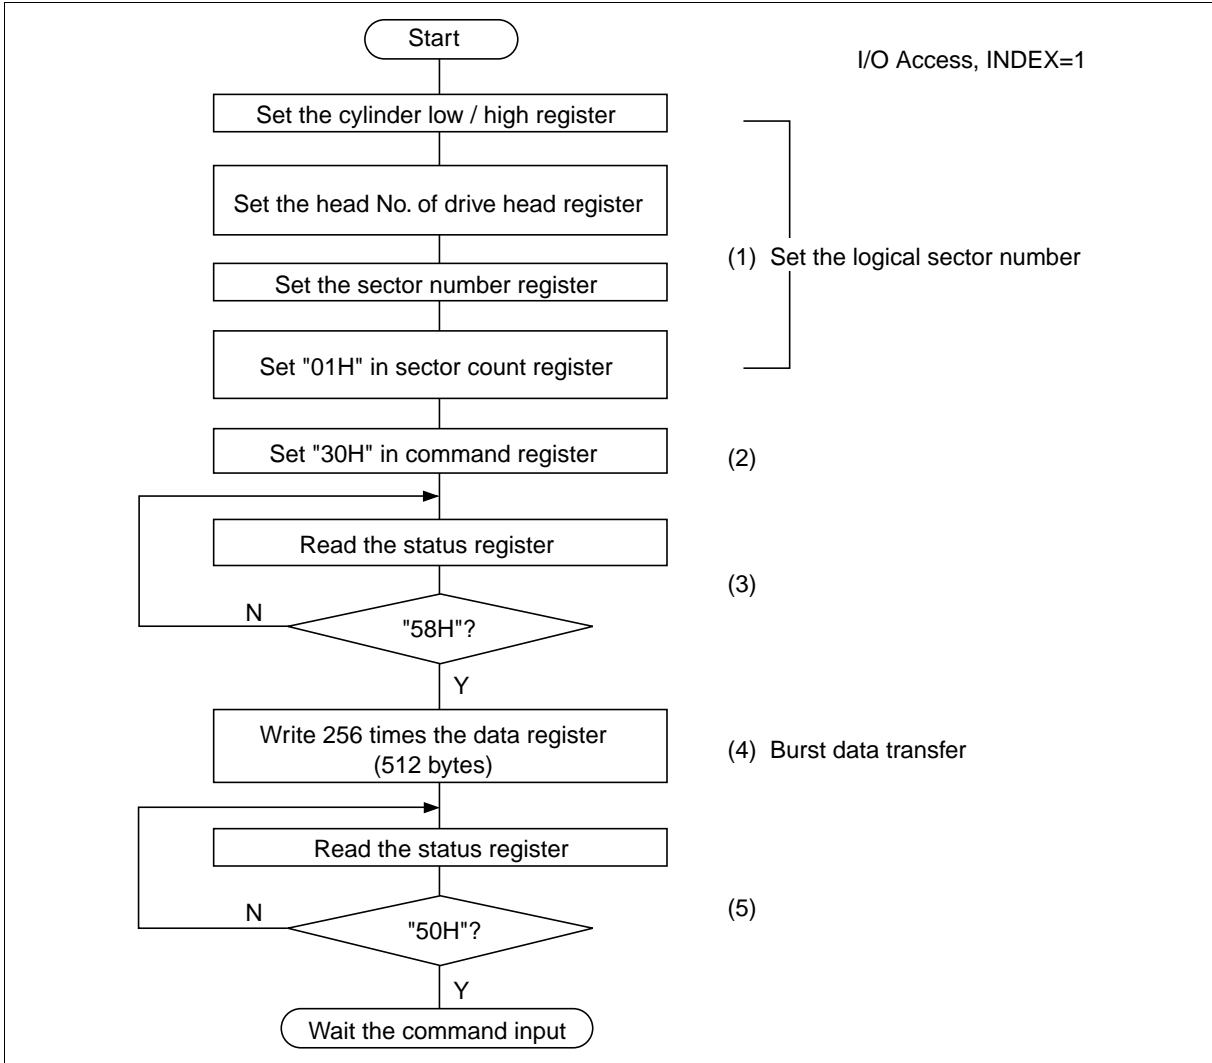 Start
I/O Access, INDEX=1
Set the cylinder low / high register
Set the head No. of drive head register
(1) Set the logical sector number
Set the sector number register
Set "01H" in sector count register
Set "30H" in command register
(2)
Read the status register
(3)
N
"58H"?
Y
Write 256 times the data register
(512 bytes)
(4) Burst data transfer
Read the status register
N
"50H"?
(5)
Y
Wait the command input